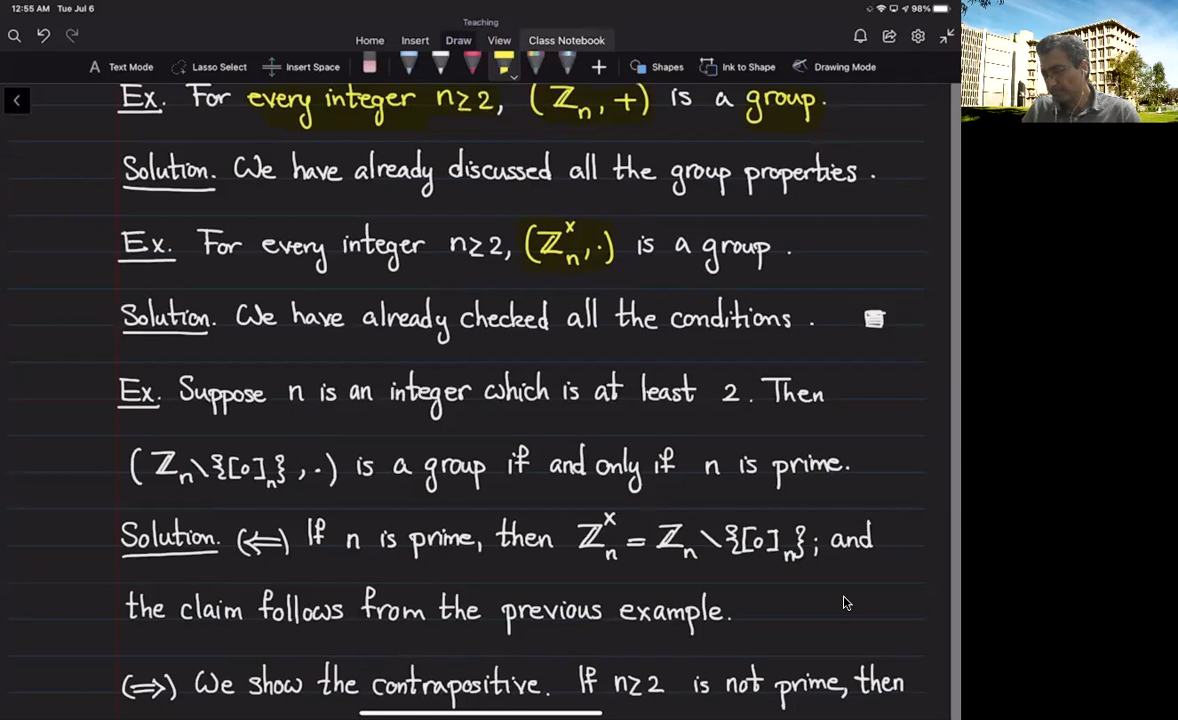 12:55 AM Tue Jul 6
98%
Teaching
Home Insert Draw View Class Notebook
Text Mode Lasso Select Insert Space Shapes Ink to Shape Drawing Mode
Ex. For every integer n≥2, (ℤₙ, +) is a group.
Solution. We have already discussed all the group properties.
Ex. For every integer n≥2, (ℤₙˣ, ·) is a group.
Solution. We have already checked all the conditions.
Ex. Suppose n is an integer which is at least 2. Then
(ℤₙ\{[0]ₙ}, ·) is a group if and only if n is prime.
Solution. (⇐) If n is prime, then ℤₙˣ = ℤₙ\{[0]ₙ}; and
the claim follows from the previous example.
(⇒) We show the contrapositive. If n≥2 is not prime, then